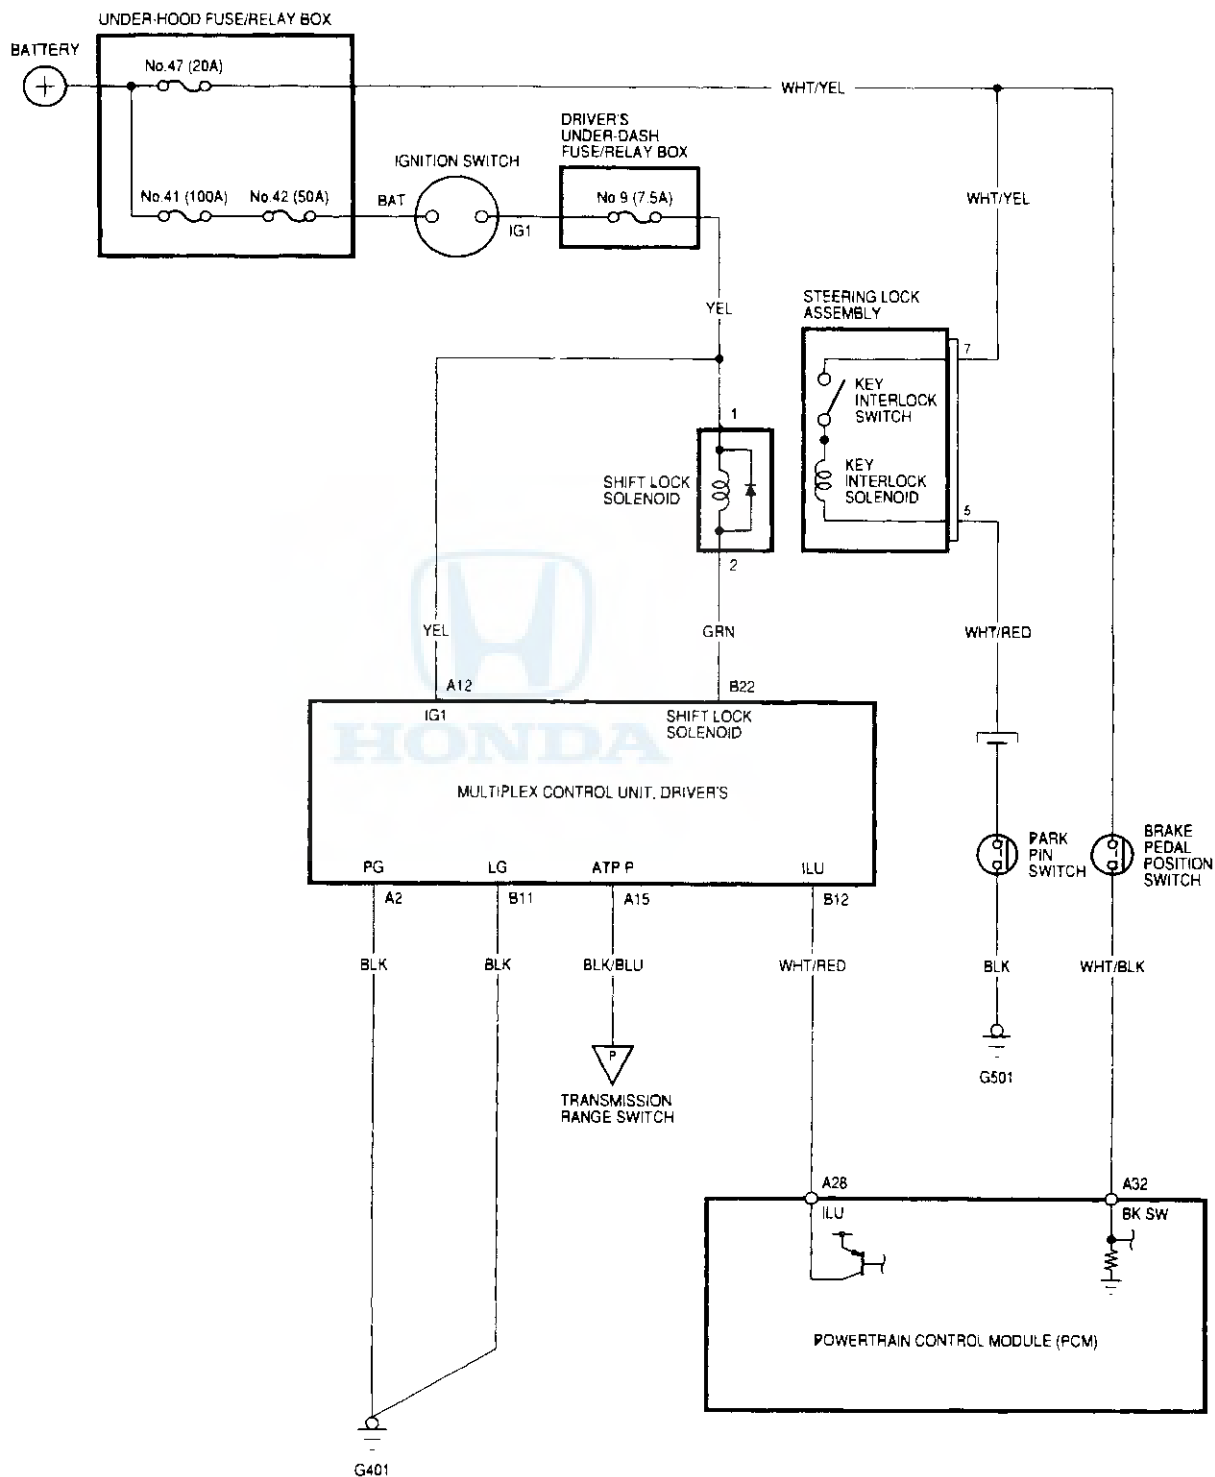 UNDER-HOOD FUSE/RELAY BOX
BATTERY
+
No.47 (20A)
WHT/YEL
DRIVER'S
UNDER-DASH
FUSE/RELAY BOX
IGNITION SWITCH
No.41 (100A)
No.42 (50A)
BAT
IG1
No 9 (7.5A)
WHT/YEL
YEL
STEERING LOCK
ASSEMBLY
7
KEY
INTERLOCK
SWITCH
1
KEY
INTERLOCK
SOLENOID
SHIFT LOCK
SOLENOID
5
2
YEL
GRN
WHT/RED
A12
B22
IG1
SHIFT LOCK
SOLENOID
HONDA
MULTIPLEX CONTROL UNIT, DRIVER'S
PARK
PIN
SWITCH
BRAKE
PEDAL
POSITION
SWITCH
PG
LG
ATP P
ILU
A2
B11
A15
B12
BLK
BLK
BLK/BLU
WHT/RED
BLK
WHT/BLK
P
G501
TRANSMISSION
RANGE SWITCH
A28
A32
ILU
BK SW
POWERTRAIN CONTROL MODULE (PCM)
G401